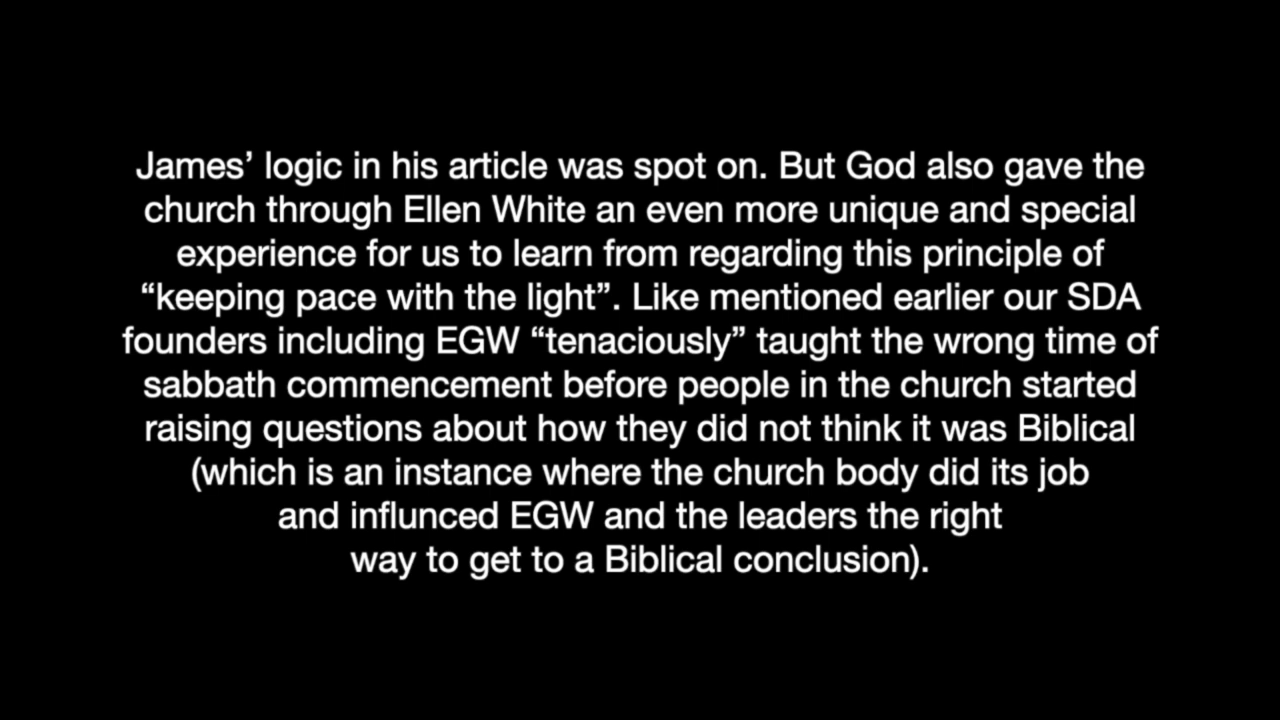 James’ logic in his article was spot on. But God also gave the
church through Ellen White an even more unique and special
experience for us to learn from regarding this principle of
“keeping pace with the light”. Like mentioned earlier our SDA
founders including EGW “tenaciously” taught the wrong time of
sabbath commencement before people in the church started
raising questions about how they did not think it was Biblical
(which is an instance where the church body did its job
and influnced EGW and the leaders the right
way to get to a Biblical conclusion).